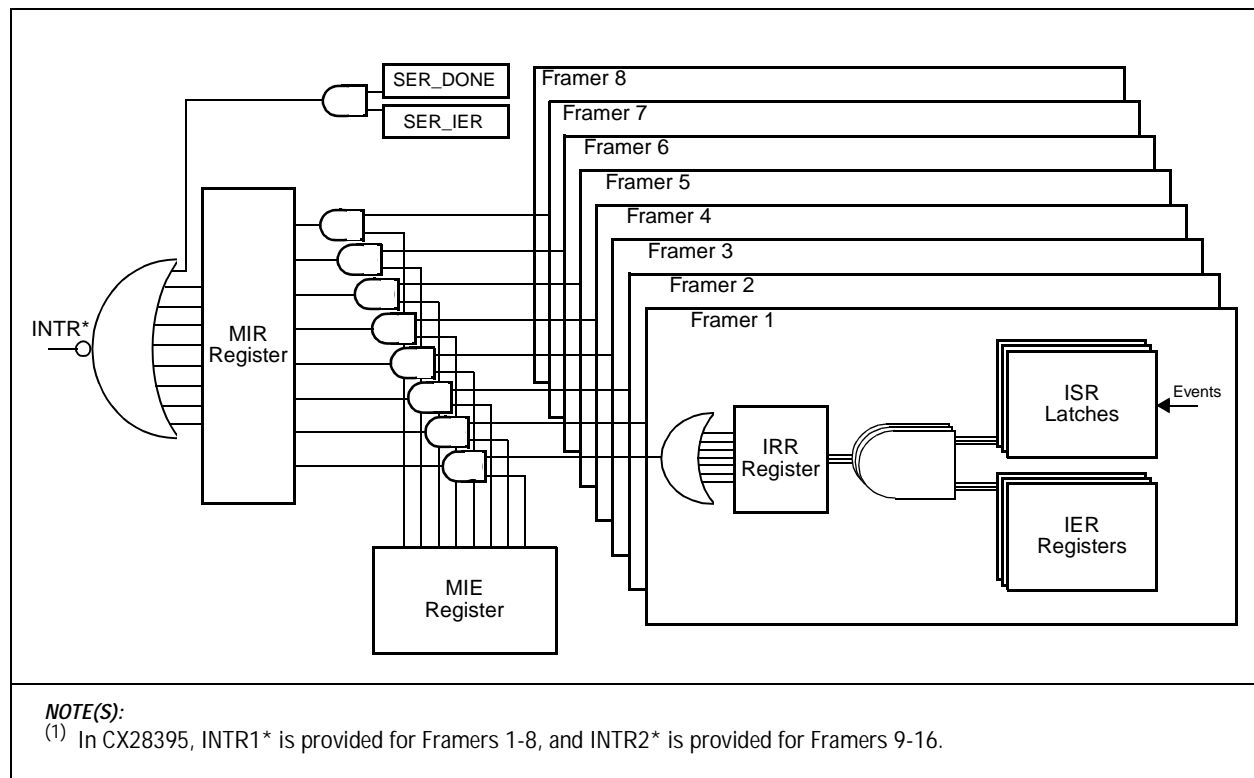 SER_DONE
SER_IER
Framer 8
Framer 7
Framer 6
Framer 5
Framer 4
Framer 3
Framer 2
Framer 1
INTR*
MIR
Register
IRR
Register
ISR
Latches
Events
IER
Registers
MIE
Register
NOTE(S):
(1) In CX28395, INTR1* is provided for Framers 1-8, and INTR2* is provided for Framers 9-16.